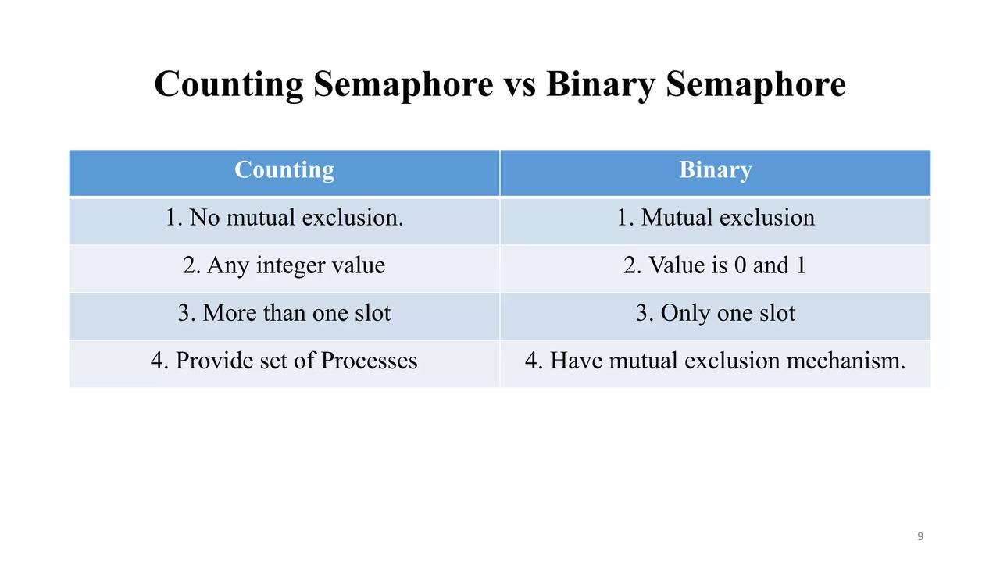 Counting Semaphore vs Binary Semaphore
Counting
Binary
1. No mutual exclusion.
1. Mutual exclusion
2. Any integer value
2. Value is 0 and 1
3. More than one slot
3. Only one slot
4. Provide set of Processes
4. Have mutual exclusion mechanism.
9